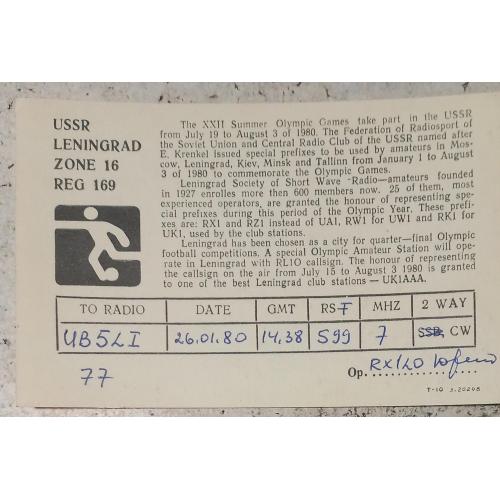 USSR
LENINGRAD
ZONE 16
REG 169
The XXII Summer Olympic Games take part in the USSR
from July 19 to August 3 of 1980. The Federation of Radiosport of
the Soviet Union and Central Radio Club of the USSR named after
E. Krenkel issued special prefixes to be used by amateurs in Mos-
cow, Leningrad, Kiev, Minsk and Tallinn from January 1 to August
3 of 1980 to commemorate the Olympic Games.
Leningrad Society of Short Wave Radio-amateurs founded
in 1927 enrolles more then 600 members now. 25 of them, most
experienced operators, are granted the honour of representing spe-
cial prefixes during this period of the Olympic Year. These prefi-
xes are: RX1 and RZ1 instead of UA1, RW1 for UW1 and RK1 for
UK1, used by the club stations.
Leningrad has been chosen as a city for quarter-final Olympic
football competitions. A special Olympic Amateur Station will ope-
rate in Leningrad with RL1O callsign. The honour of representing
the callsign on the air from July 15 to August 3 1980 is granted
to one of the best Leningrad club stations — UK1AAA.
TO RADIO DATE GMT RST MHZ 2 WAY
UB5LI 26.01.80 14.38 599 7 SSB, CW
77
Op. RX1LO